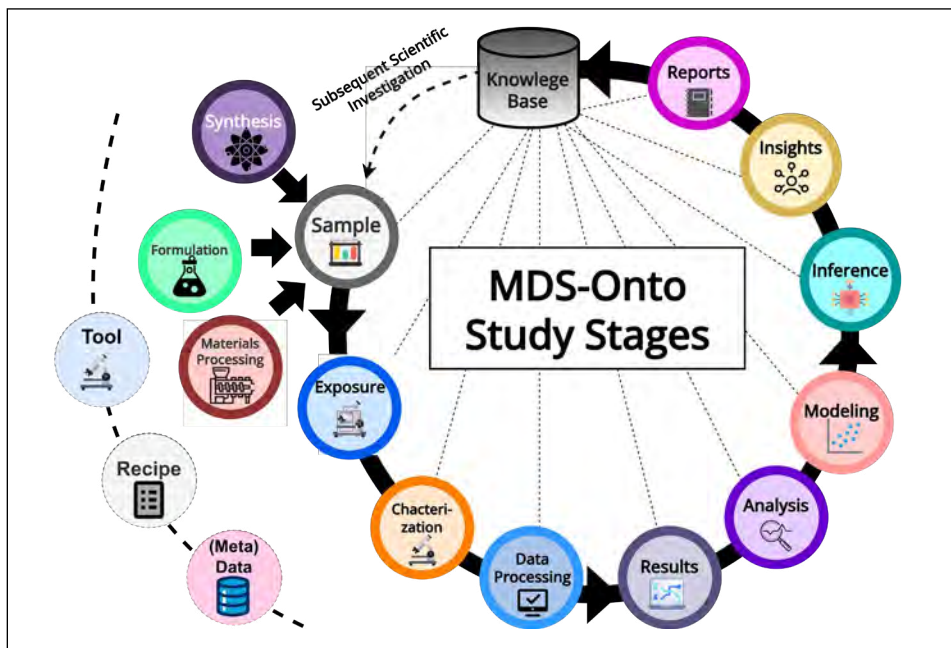 Subsequent Scientific
Investigation
Knowlege
Base
Reports
Insights
Inference
Modeling
Analysis
Results
Data
Processing
Chacteri-
zation
Exposure
Sample
Synthesis
Formulation
Materials
Processing
MDS-Onto
Study Stages
Tool
Recipe
(Meta)
Data